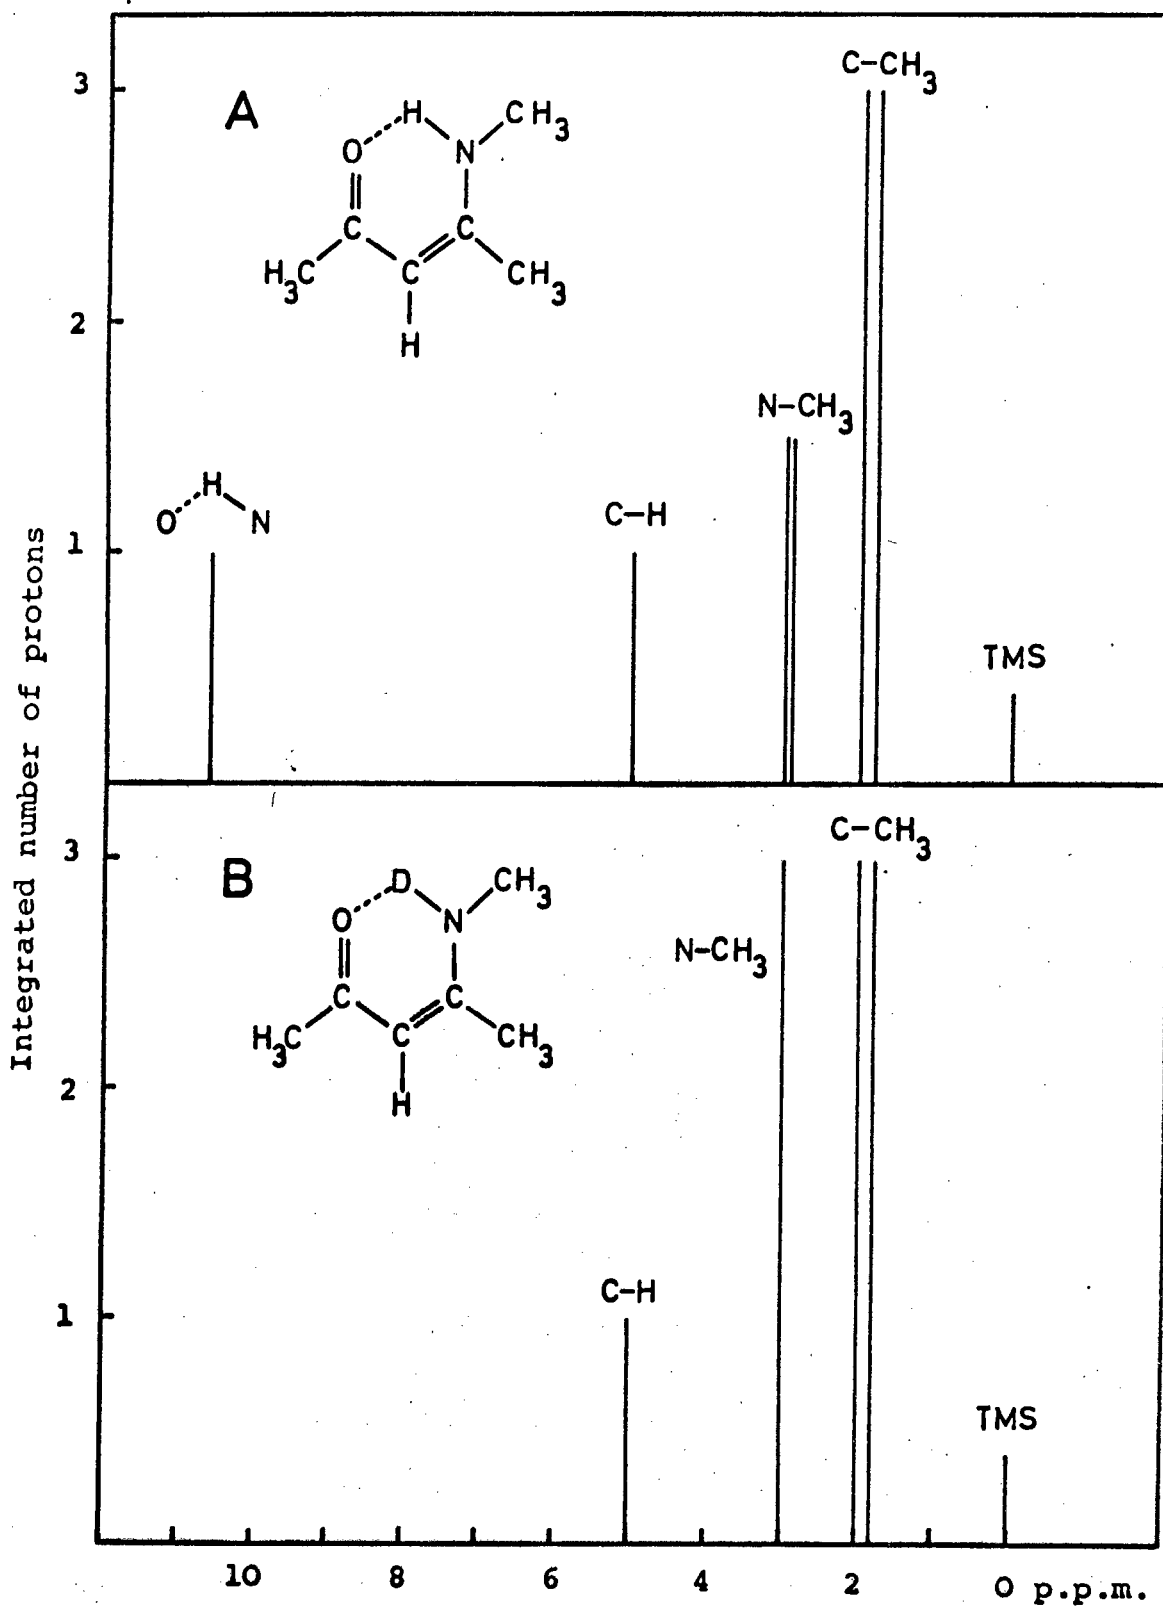 Integrated number of protons
3
2
1
A
O H N CH3
C C C
H3C CH3
H
O H N
C-H
N-CH3
C-CH3
TMS
3
2
1
B
O D N CH3
C C C
H3C CH3
H
C-H
N-CH3
C-CH3
TMS
10 8 6 4 2 0 p.p.m.